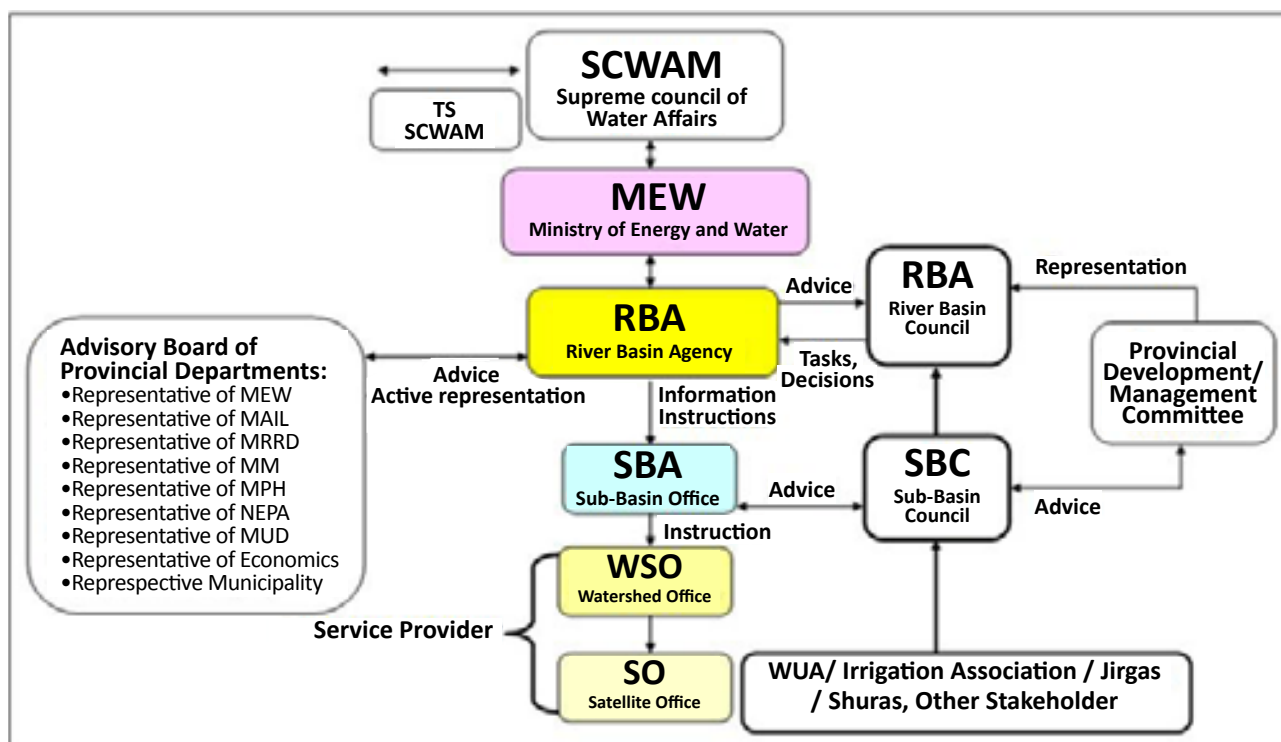 SCWAM
Supreme council of
Water Affairs
TS
SCWAM
MEW
Ministry of Energy and Water
RBA
River Basin Agency
Advice
Tasks,
Decisions
RBA
River Basin
Council
Representation
Provincial
Development/
Management
Committee
Advisory Board of
Provincial Departments:
•Representative of MEW
•Representative of MAIL
•Representative of MRRD
•Representative of MM
•Representative of MPH
•Representative of NEPA
•Representative of MUD
•Representative of Economics
•Represpective Municipality
Advice
Active representation
Information
Instructions
SBA
Sub-Basin Office
Advice
SBC
Sub-Basin
Council
Advice
Instruction
WSO
Watershed Office
Service Provider
SO
Satellite Office
WUA/ Irrigation Association / Jirgas
/ Shuras, Other Stakeholder